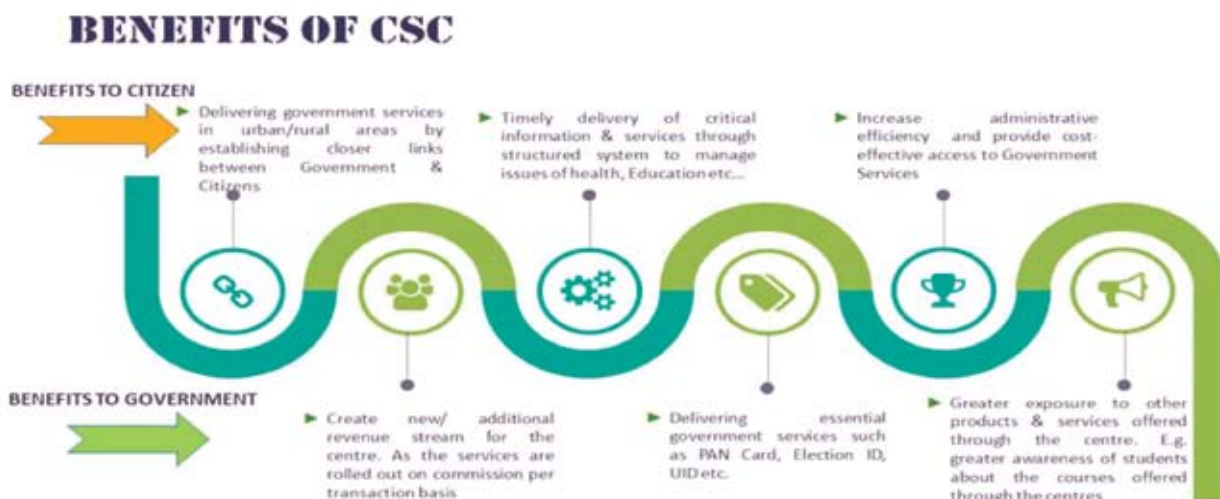 BENEFITS OF CSC
BENEFITS TO CITIZEN
Delivering government services
in urban/rural areas by
establishing closer links
between Government &
Citizens
Timely delivery of critical
information & services through
structured system to manage
issues of health, Education etc...
Increase administrative
efficiency and provide cost-
effective access to Government
Services
BENEFITS TO GOVERNMENT
Create new/ additional
revenue stream for the
centre. As the services are
rolled out on commission per
transaction basis
Delivering essential
government services such
as PAN Card, Election ID,
UID etc.
Greater exposure to other
products & services offered
through the centre. E.g.
greater awareness of students
about the courses offered
through the centres